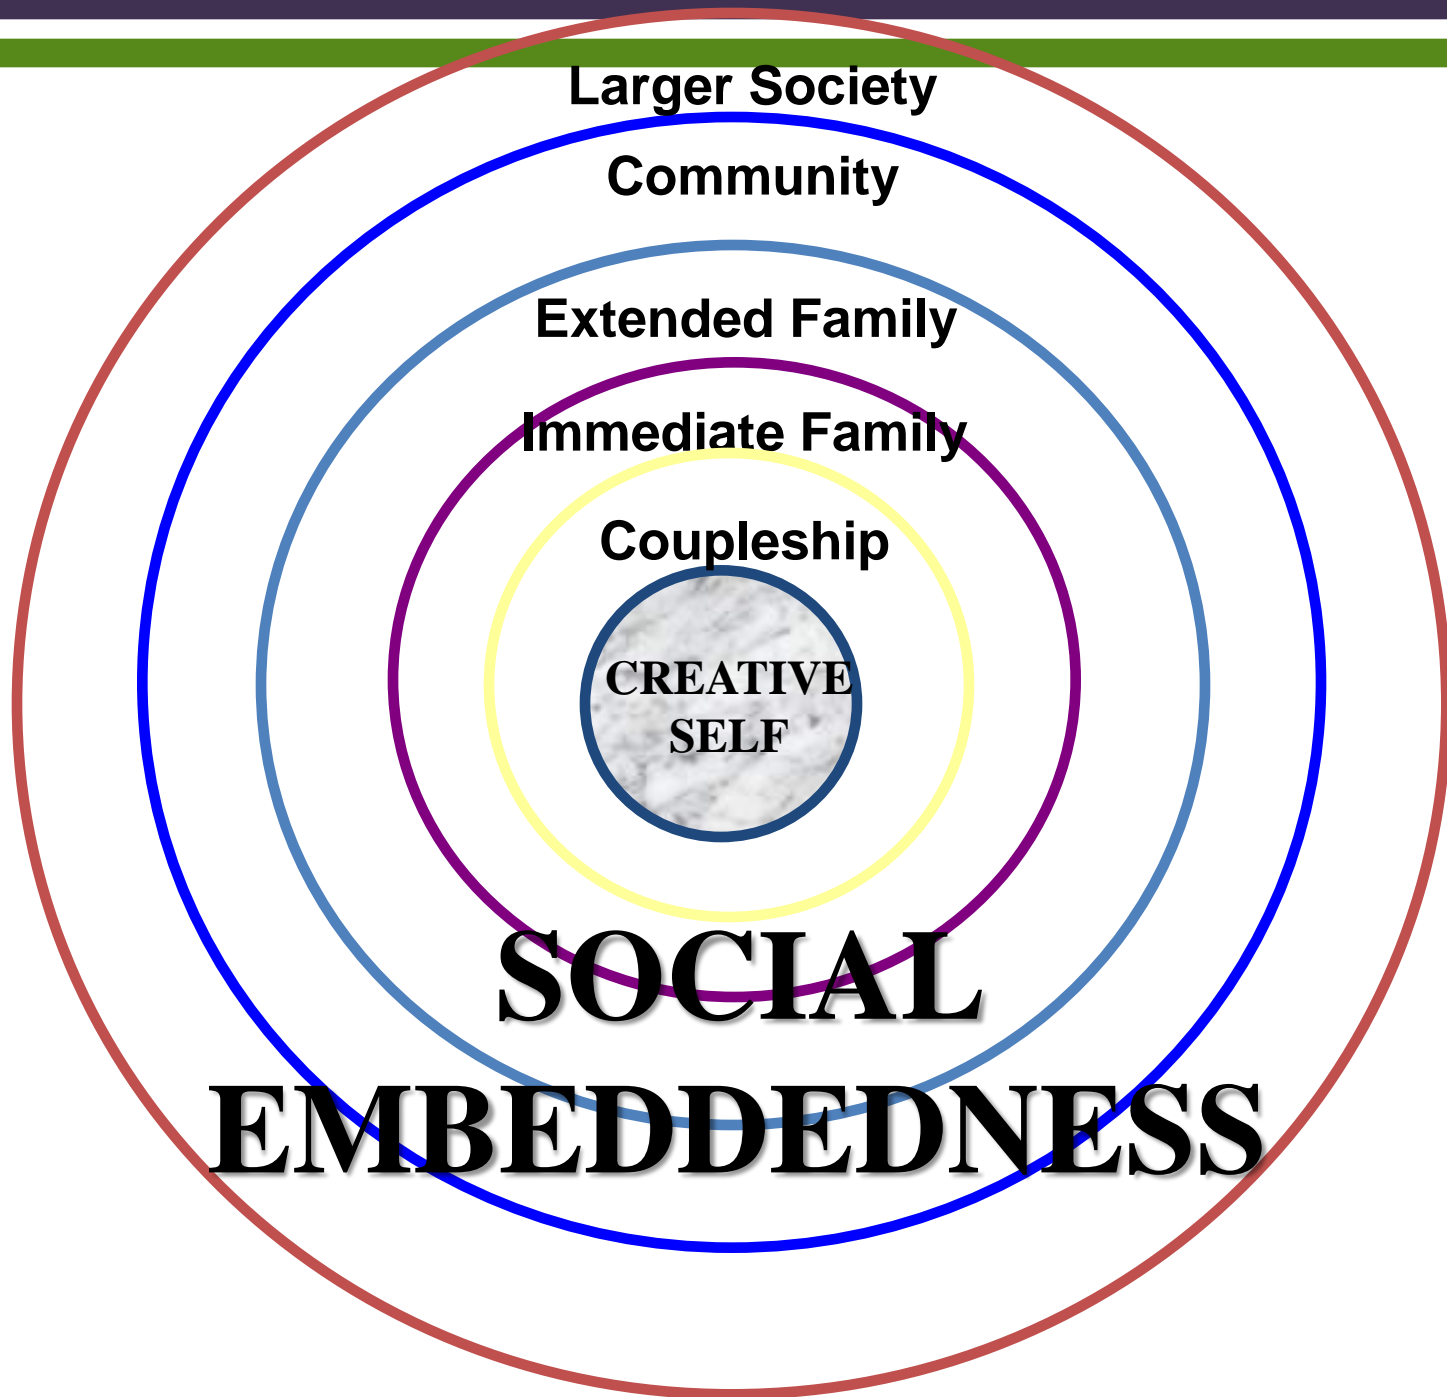 Larger Society
Community
Extended Family
Immediate Family
Coupleship
CREATIVE
SELF
SOCIAL
EMBEDDEDNESS